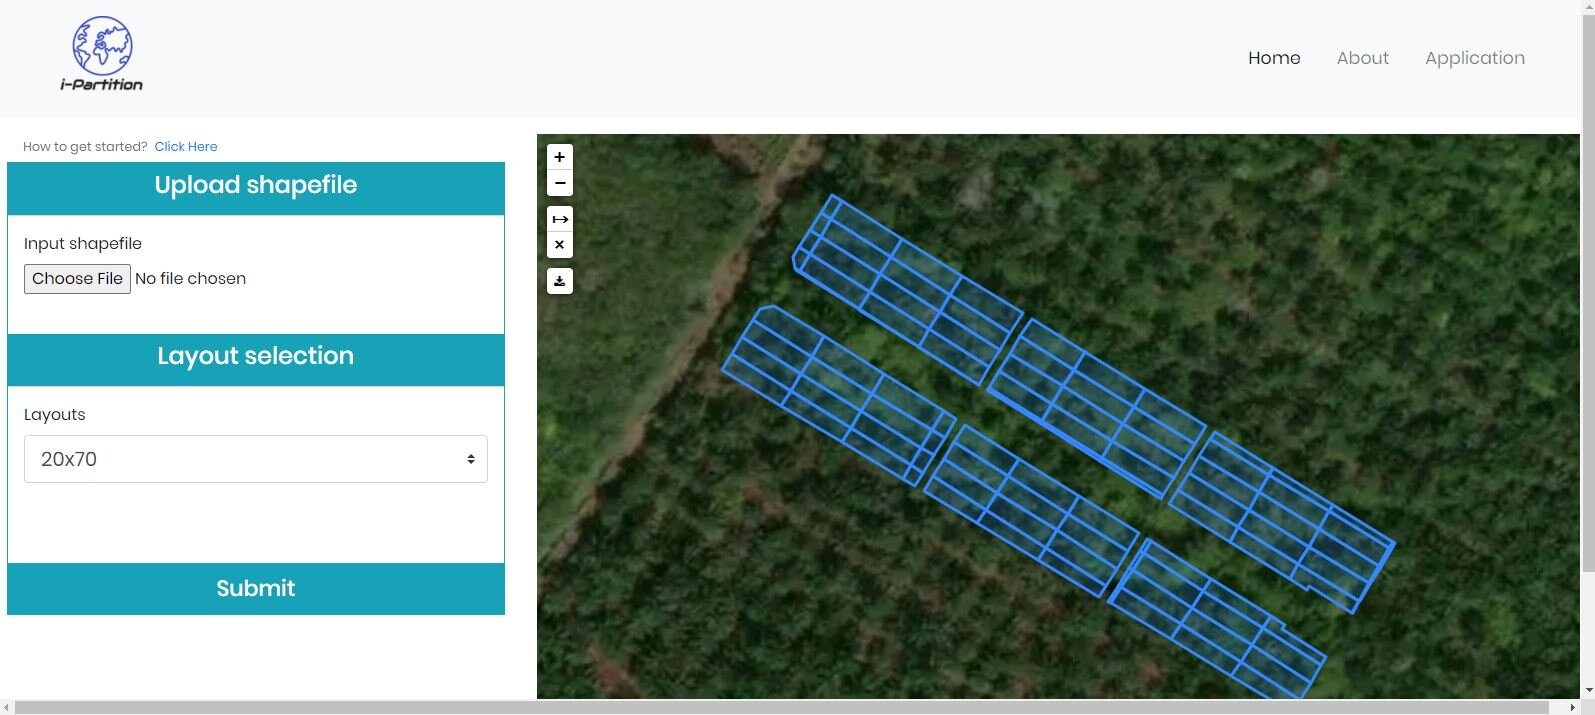 i-Partition
Home About Application
How to get started? Click Here
Upload shapefile
Input shapefile
Choose File No file chosen
Layout selection
Layouts
20x70
Submit
+
−